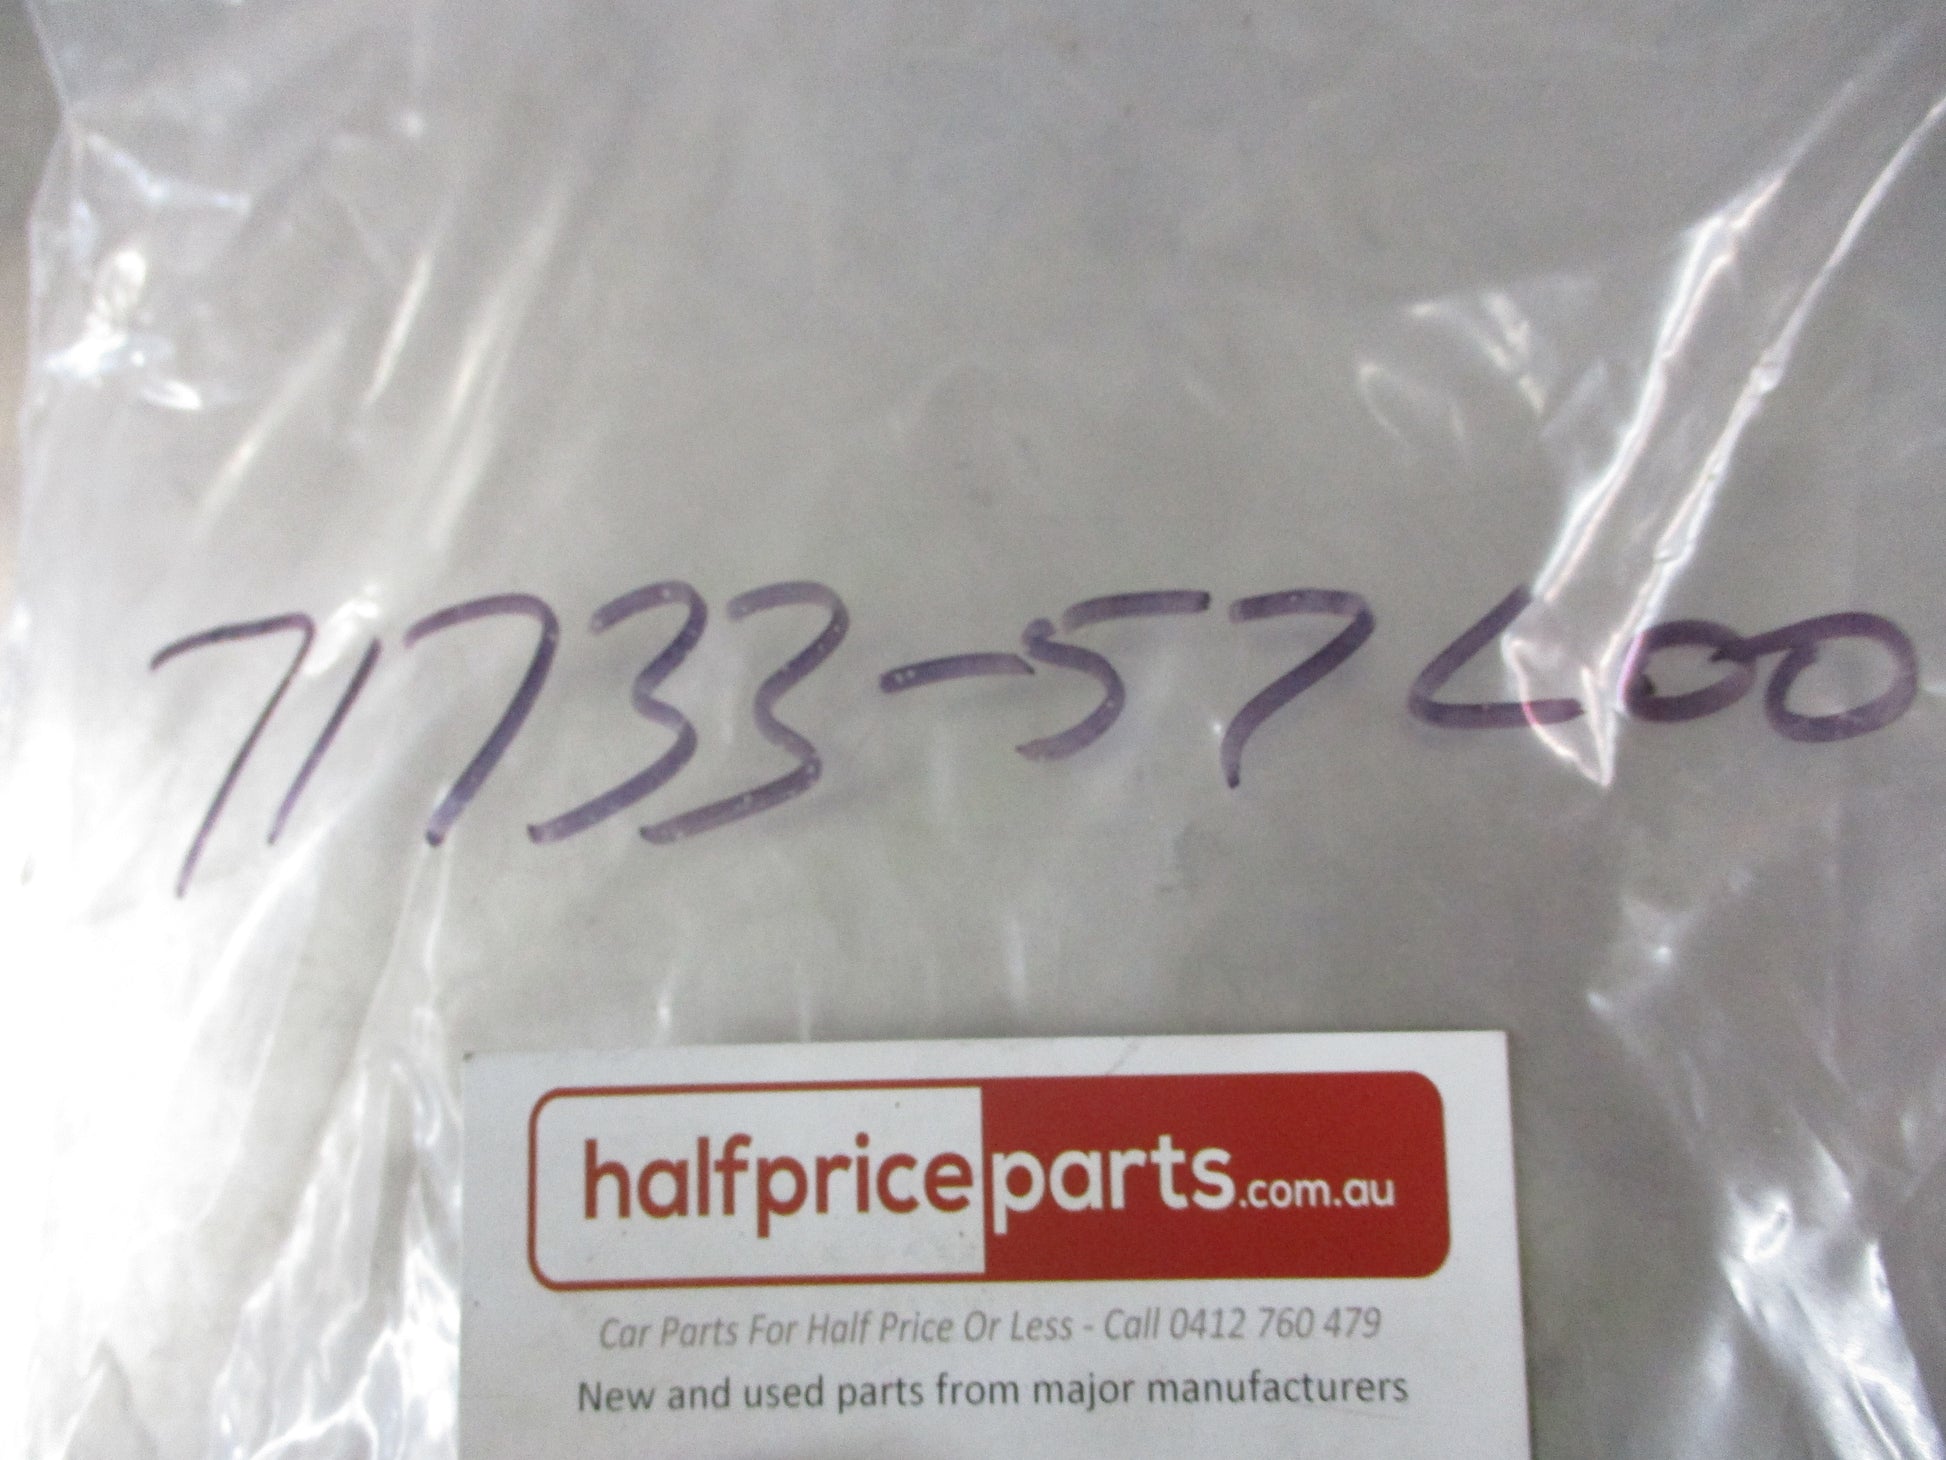 71733-57L00
halfpriceparts.com.au
Car Parts For Half Price Or Less - Call 0412 760 479
New and used parts from major manufacturers